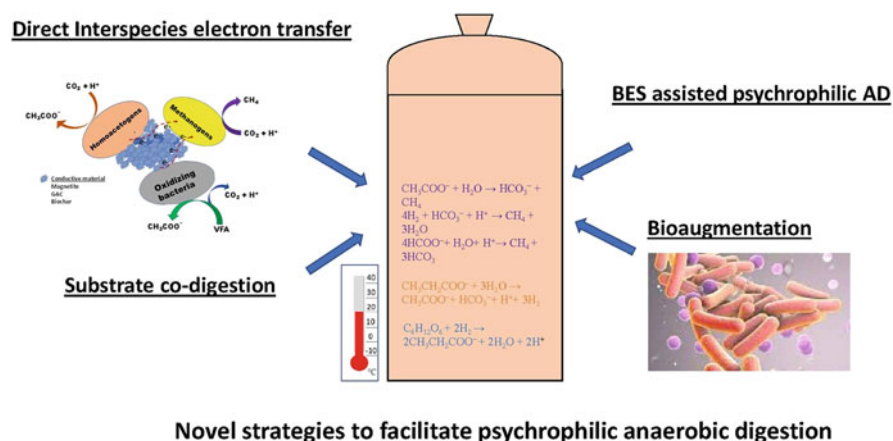 Direct Interspecies electron transfer
CO₂ + H⁺
CH₃COO⁻
Homoacetogens
Methanogens
CH₄
CO₂ + H⁺
Conductive material
Magnetite
GAC
Biochar
Oxidizing
bacteria
CO₂ + H⁺
CH₃COO⁻
VFA
Substrate co-digestion
40
30
20
10
0
-10
°C
CH₃COO⁻ + H₂O → HCO₃⁻ +
CH₄
4H₂ + HCO₃⁻ + H⁺ → CH₄ +
3H₂O
4HCOO⁻ + H₂O + H⁺ → CH₄ +
3HCO₃
CH₃CH₂COO⁻ + 3H₂O →
CH₃COO⁻ + HCO₃⁻ + H⁺ + 3H₂
C₆H₁₂O₆ + 2H₂ →
2CH₃CH₂COO⁻ + 2H₂O + 2H⁺
BES assisted psychrophilic AD
Bioaugmentation
Novel strategies to facilitate psychrophilic anaerobic digestion